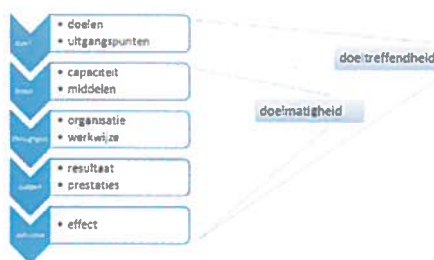 • doelen
• uitgangspunten
doeltreffendheid
• capaciteit
• middelen
doelmatigheid
• organisatie
• werkwijze
• resultaat
• prestaties
• effect